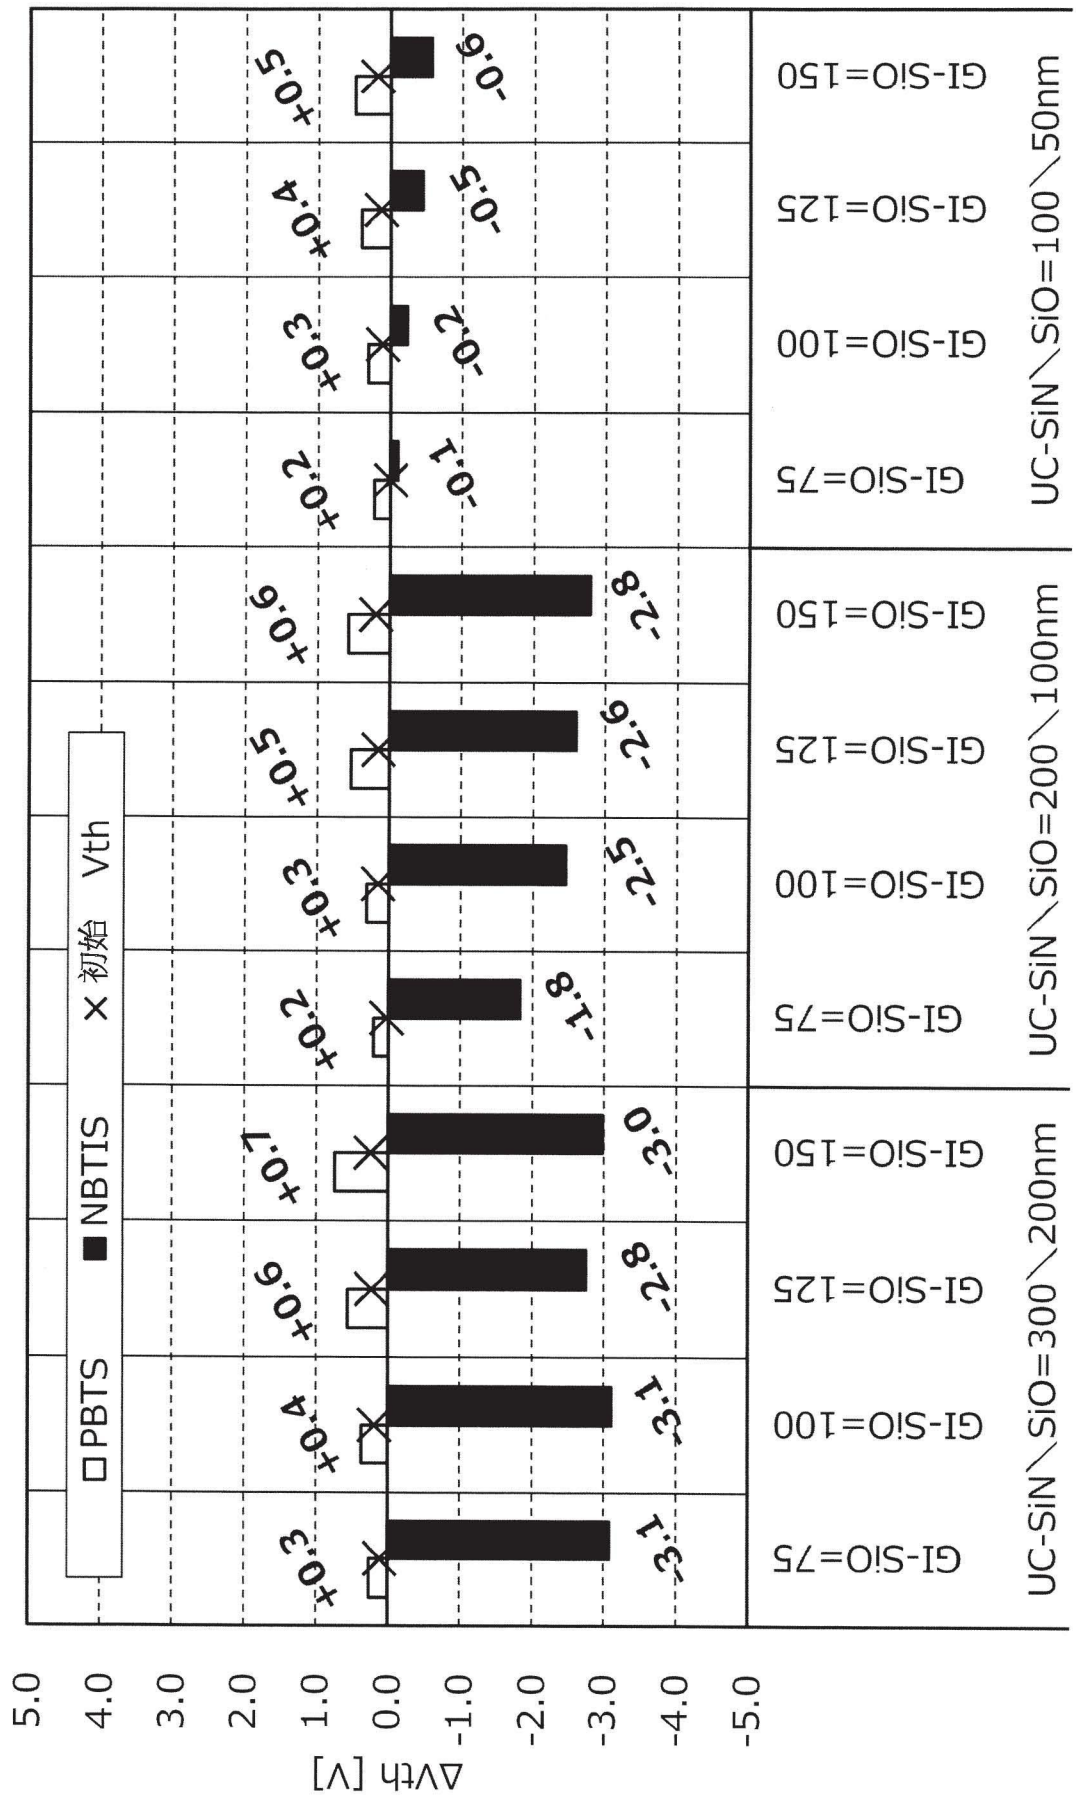 □PBTS ■NBTIS ×初始 Vth
ΔVth [V]
5.0
4.0
3.0
2.0
1.0
0.0
-1.0
-2.0
-3.0
-4.0
-5.0
+0.3 +0.4 +0.6 +0.7 +0.2 +0.3 +0.5 +0.6 +0.2 +0.3 +0.4 +0.5
-3.1 -3.1 -2.8 -3.0 -1.8 -2.5 -2.6 -2.8 -0.1 -0.2 -0.5 -0.6
GI-SiO=75 GI-SiO=100 GI-SiO=125 GI-SiO=150 GI-SiO=75 GI-SiO=100 GI-SiO=125 GI-SiO=150 GI-SiO=75 GI-SiO=100 GI-SiO=125 GI-SiO=150
UC-SiN\SiO=300\200nm UC-SiN\SiO=200\100nm UC-SiN\SiO=100\50nm